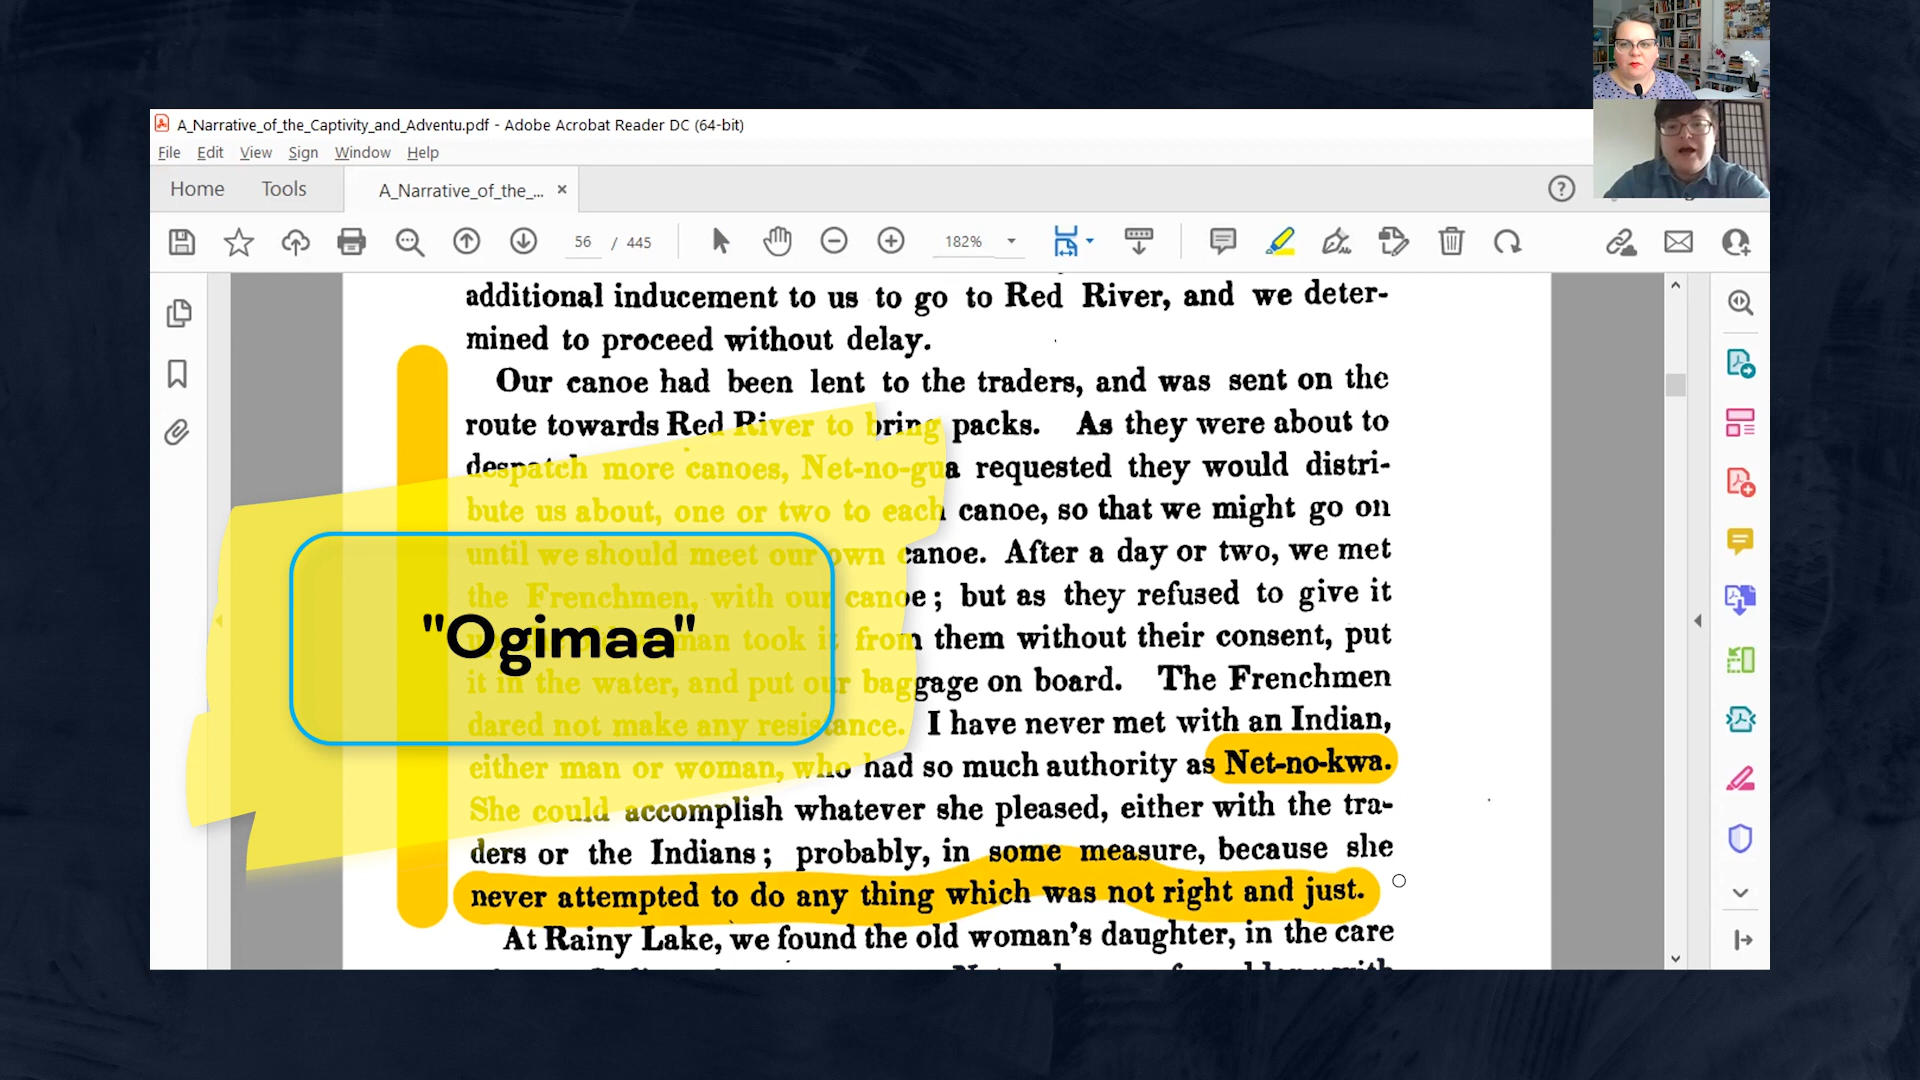 A_Narrative_of_the_Captivity_and_Adventu.pdf - Adobe Acrobat Reader DC (64-bit)
File Edit View Sign Window Help
Home Tools A_Narrative_of_the_... ×
56 / 445 182%
additional inducement to us to go to Red River, and we deter-
mined to proceed without delay.
Our canoe had been lent to the traders, and was sent on the
route towards Red River to bring packs. As they were about to
despatch more canoes, Net-no-gua requested they would distri-
bute us about, one or two to each canoe, so that we might go on
until we should meet our own canoe. After a day or two, we met
the Frenchmen, with our canoe; but as they refused to give it
man took it from them without their consent, put
it in the water, and put our baggage on board. The Frenchmen
dared not make any resistance. I have never met with an Indian,
either man or woman, who had so much authority as Net-no-kwa.
She could accomplish whatever she pleased, either with the tra-
ders or the Indians; probably, in some measure, because she
never attempted to do any thing which was not right and just.
At Rainy Lake, we found the old woman's daughter, in the care
"Ogimaa"